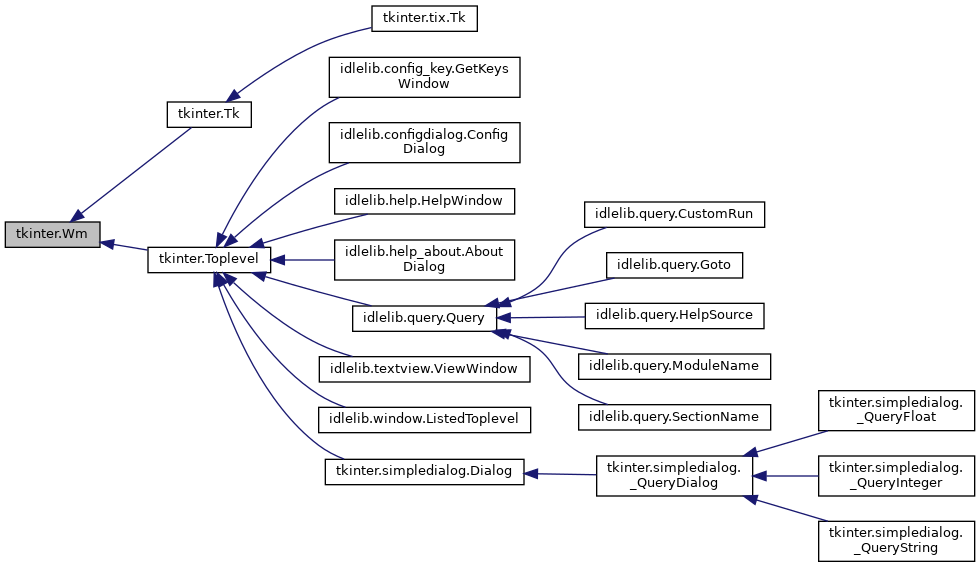 tkinter.tix.Tk
idlelib.config_key.GetKeys
Window
tkinter.Tk
idlelib.configdialog.Config
Dialog
idlelib.help.HelpWindow
idlelib.query.CustomRun
tkinter.Wm
tkinter.Toplevel
idlelib.help_about.About
Dialog
idlelib.query.Goto
idlelib.query.Query
idlelib.query.HelpSource
idlelib.textview.ViewWindow
idlelib.query.ModuleName
idlelib.window.ListedToplevel
idlelib.query.SectionName
tkinter.simpledialog.
_QueryFloat
tkinter.simpledialog.Dialog
tkinter.simpledialog.
_QueryDialog
tkinter.simpledialog.
_QueryInteger
tkinter.simpledialog.
_QueryString